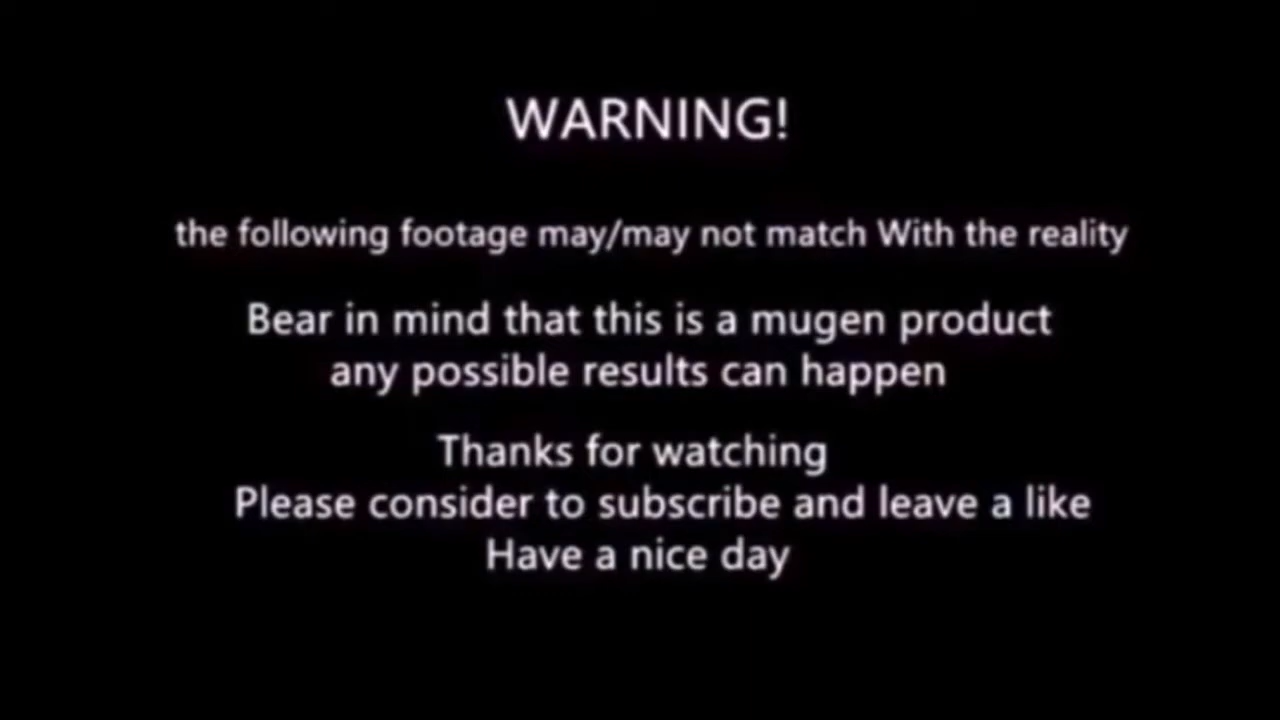 WARNING!
the following footage may/may not match With the reality
Bear in mind that this is a mugen product
any possible results can happen
Thanks for watching
Please consider to subscribe and leave a like
Have a nice day